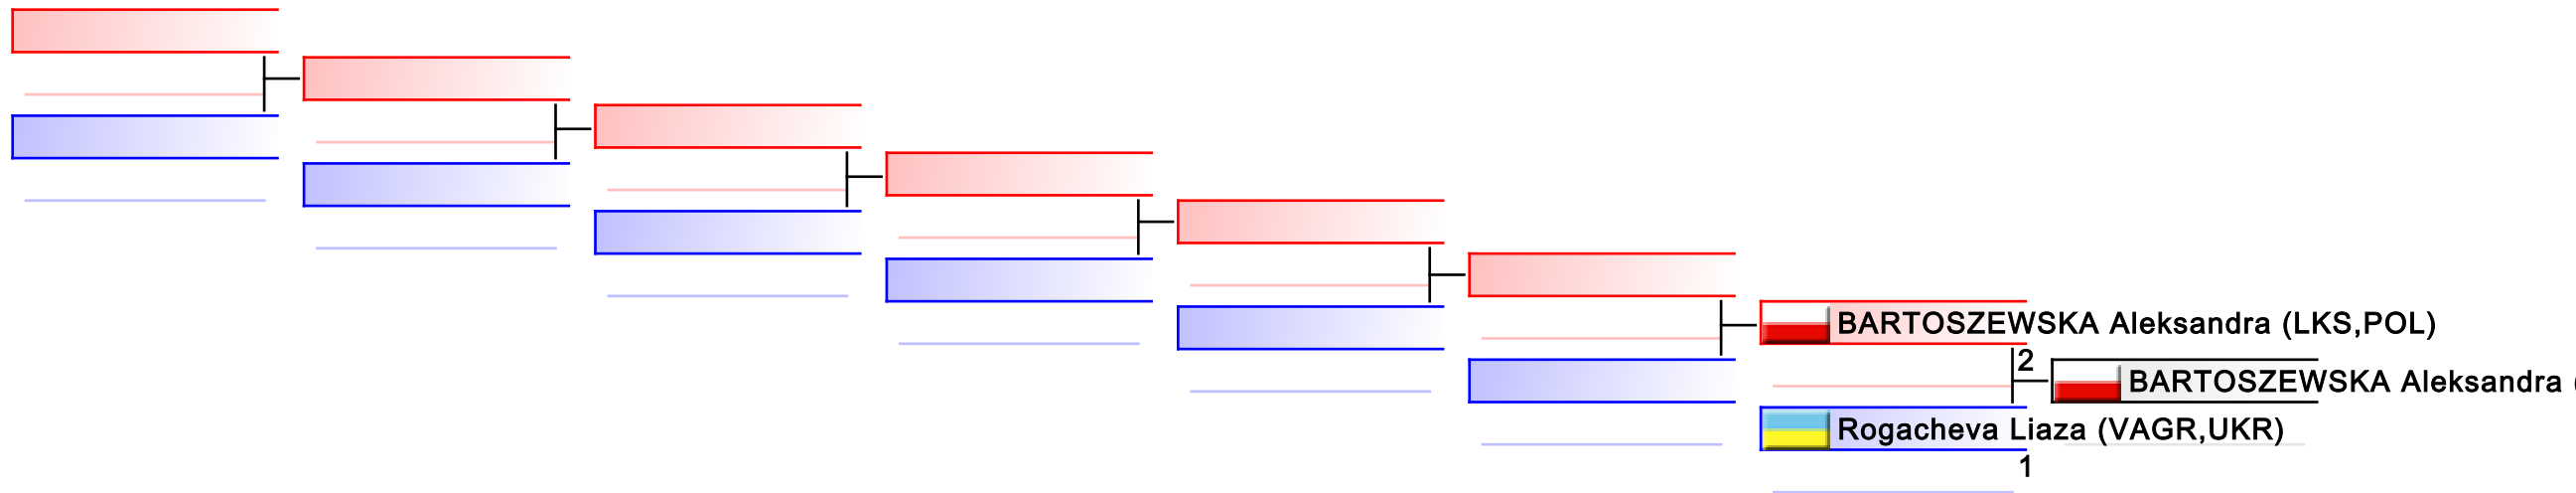 BARTOSZEWSKA Aleksandra (LKS,POL)
2
BARTOSZEWSKA Aleksandra (
Rogacheva Liaza (VAGR,UKR)
1